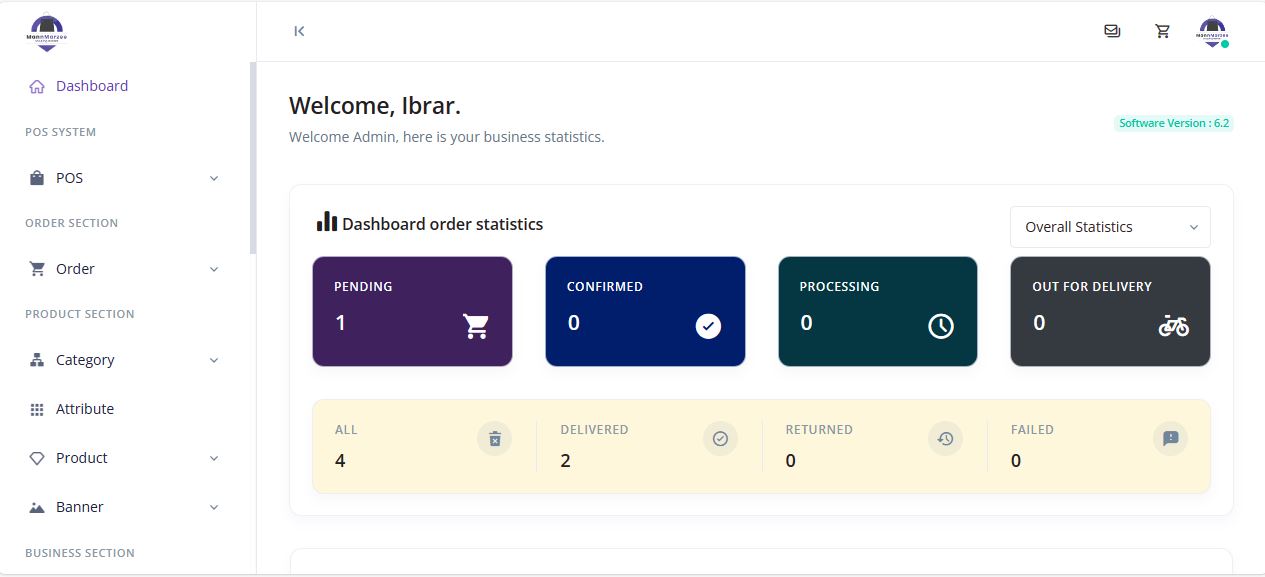 MannMarzee
Dashboard
POS SYSTEM
POS
ORDER SECTION
Order
PRODUCT SECTION
Category
Attribute
Product
Banner
BUSINESS SECTION
Welcome, Ibrar.
Welcome Admin, here is your business statistics.
Software Version : 6.2
Dashboard order statistics
Overall Statistics
PENDING
1
CONFIRMED
0
PROCESSING
0
OUT FOR DELIVERY
0
ALL
4
DELIVERED
2
RETURNED
0
FAILED
0